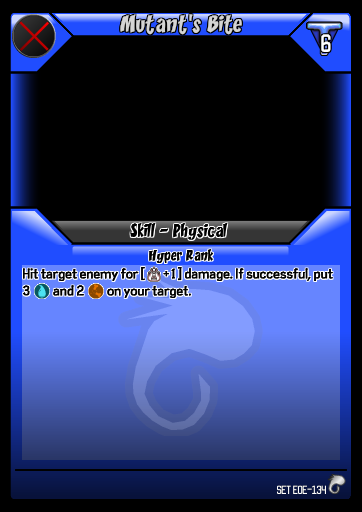 Mutant's Bite
6
Skill - Physical
Hyper Rank
Hit target enemy for [ +1] damage. If successful, put
3 and 2 on your target.
SET EOE-134